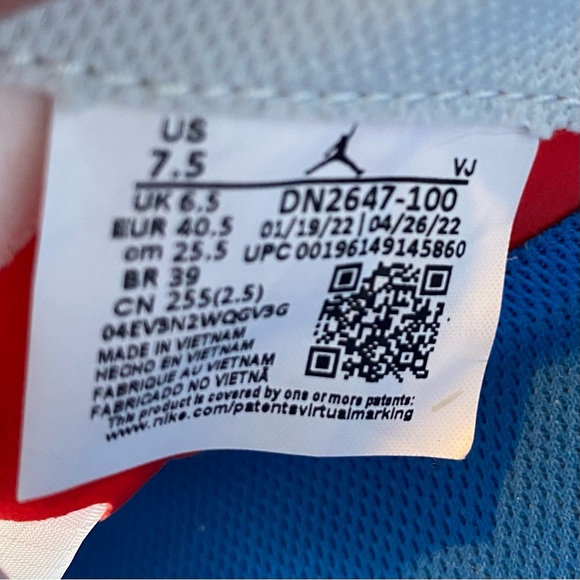 US
7.5
VJ
UK 6.5
EUR 40.5
cm 25.5
BR 39
CN 255(2.5)
DN2647-100
01/19/22 | 04/26/22
UPC 00196149145860
04EV3N2WQGV3G
MADE IN VIETNAM
HECHO EN VIETNAM
FABRIQUE AU VIETNAM
FABRICADO NO VIETNÃ
This product is covered by one or more patents:
www.nike.com/patentsvirtualmarking